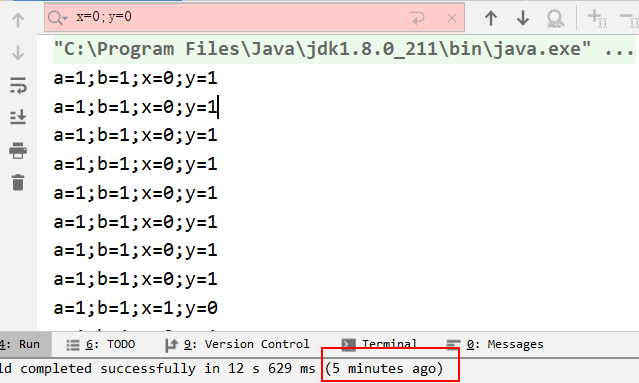 x=0;y=0
"C:\Program Files\Java\jdk1.8.0_211\bin\java.exe" ...
a=1;b=1;x=0;y=1
a=1;b=1;x=0;y=1
a=1;b=1;x=0;y=1
a=1;b=1;x=0;y=1
a=1;b=1;x=0;y=1
a=1;b=1;x=0;y=1
a=1;b=1;x=0;y=1
a=1;b=1;x=0;y=1
a=1;b=1;x=1;y=0
4: Run 6: TODO 9: Version Control Terminal 0: Messages
ld completed successfully in 12 s 629 ms (5 minutes ago)